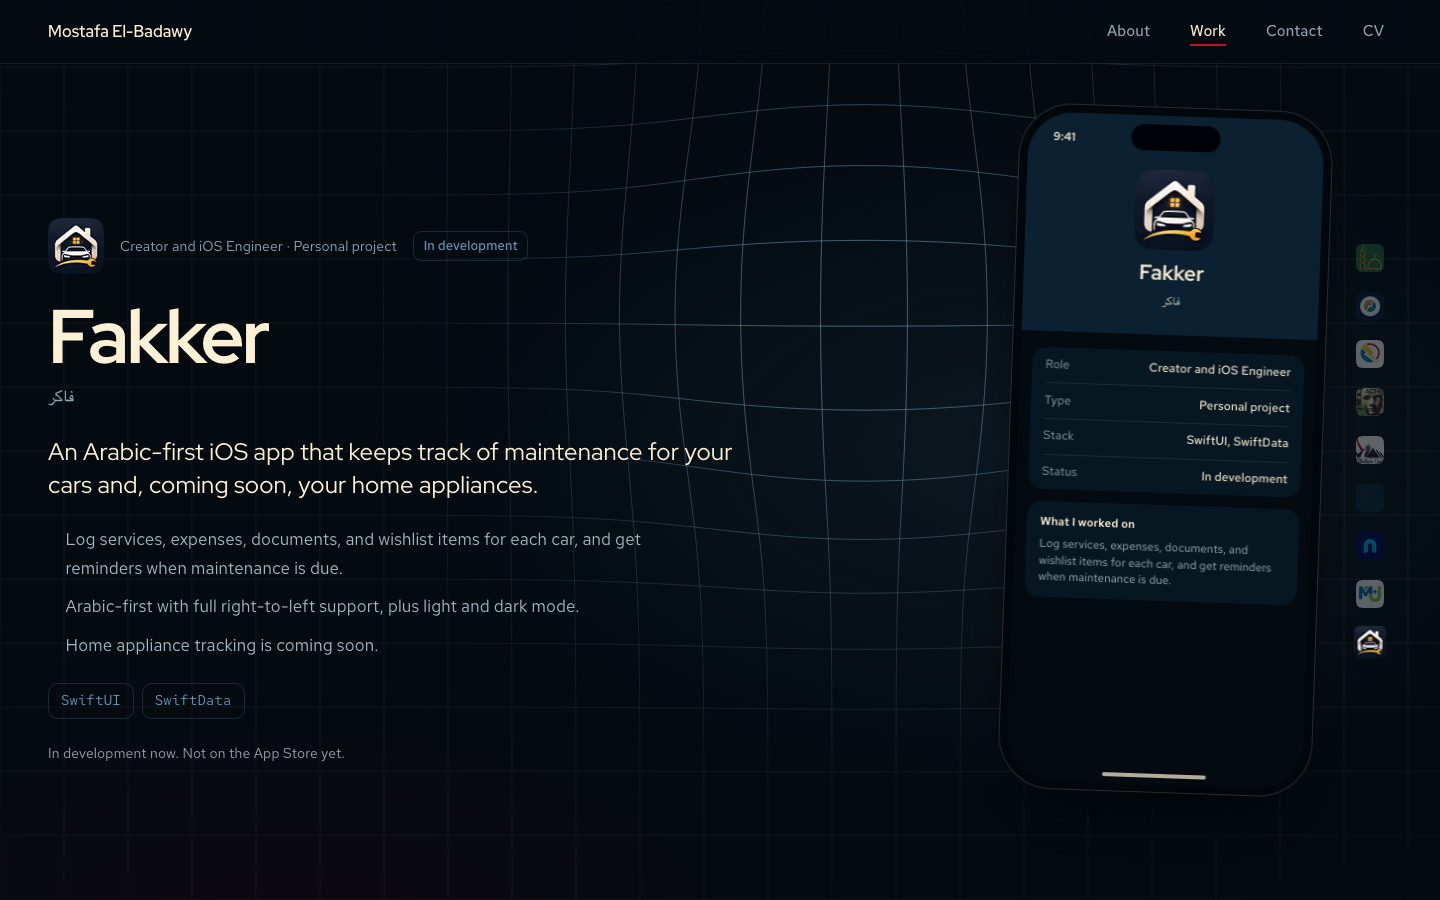 Mostafa El-Badawy
About
Work
Contact
CV
Creator and iOS Engineer · Personal project
In development
Fakker
فاكر
An Arabic-first iOS app that keeps track of maintenance for your
cars and, coming soon, your home appliances.
Log services, expenses, documents, and wishlist items for each car, and get
reminders when maintenance is due.
Arabic-first with full right-to-left support, plus light and dark mode.
Home appliance tracking is coming soon.
SwiftUI
SwiftData
In development now. Not on the App Store yet.
9:41
Fakker
فاكر
Role Creator and iOS Engineer
Type Personal project
Stack SwiftUI, SwiftData
Status In development
What I worked on
Log services, expenses, documents, and
wishlist items for each car, and get reminders
when maintenance is due.